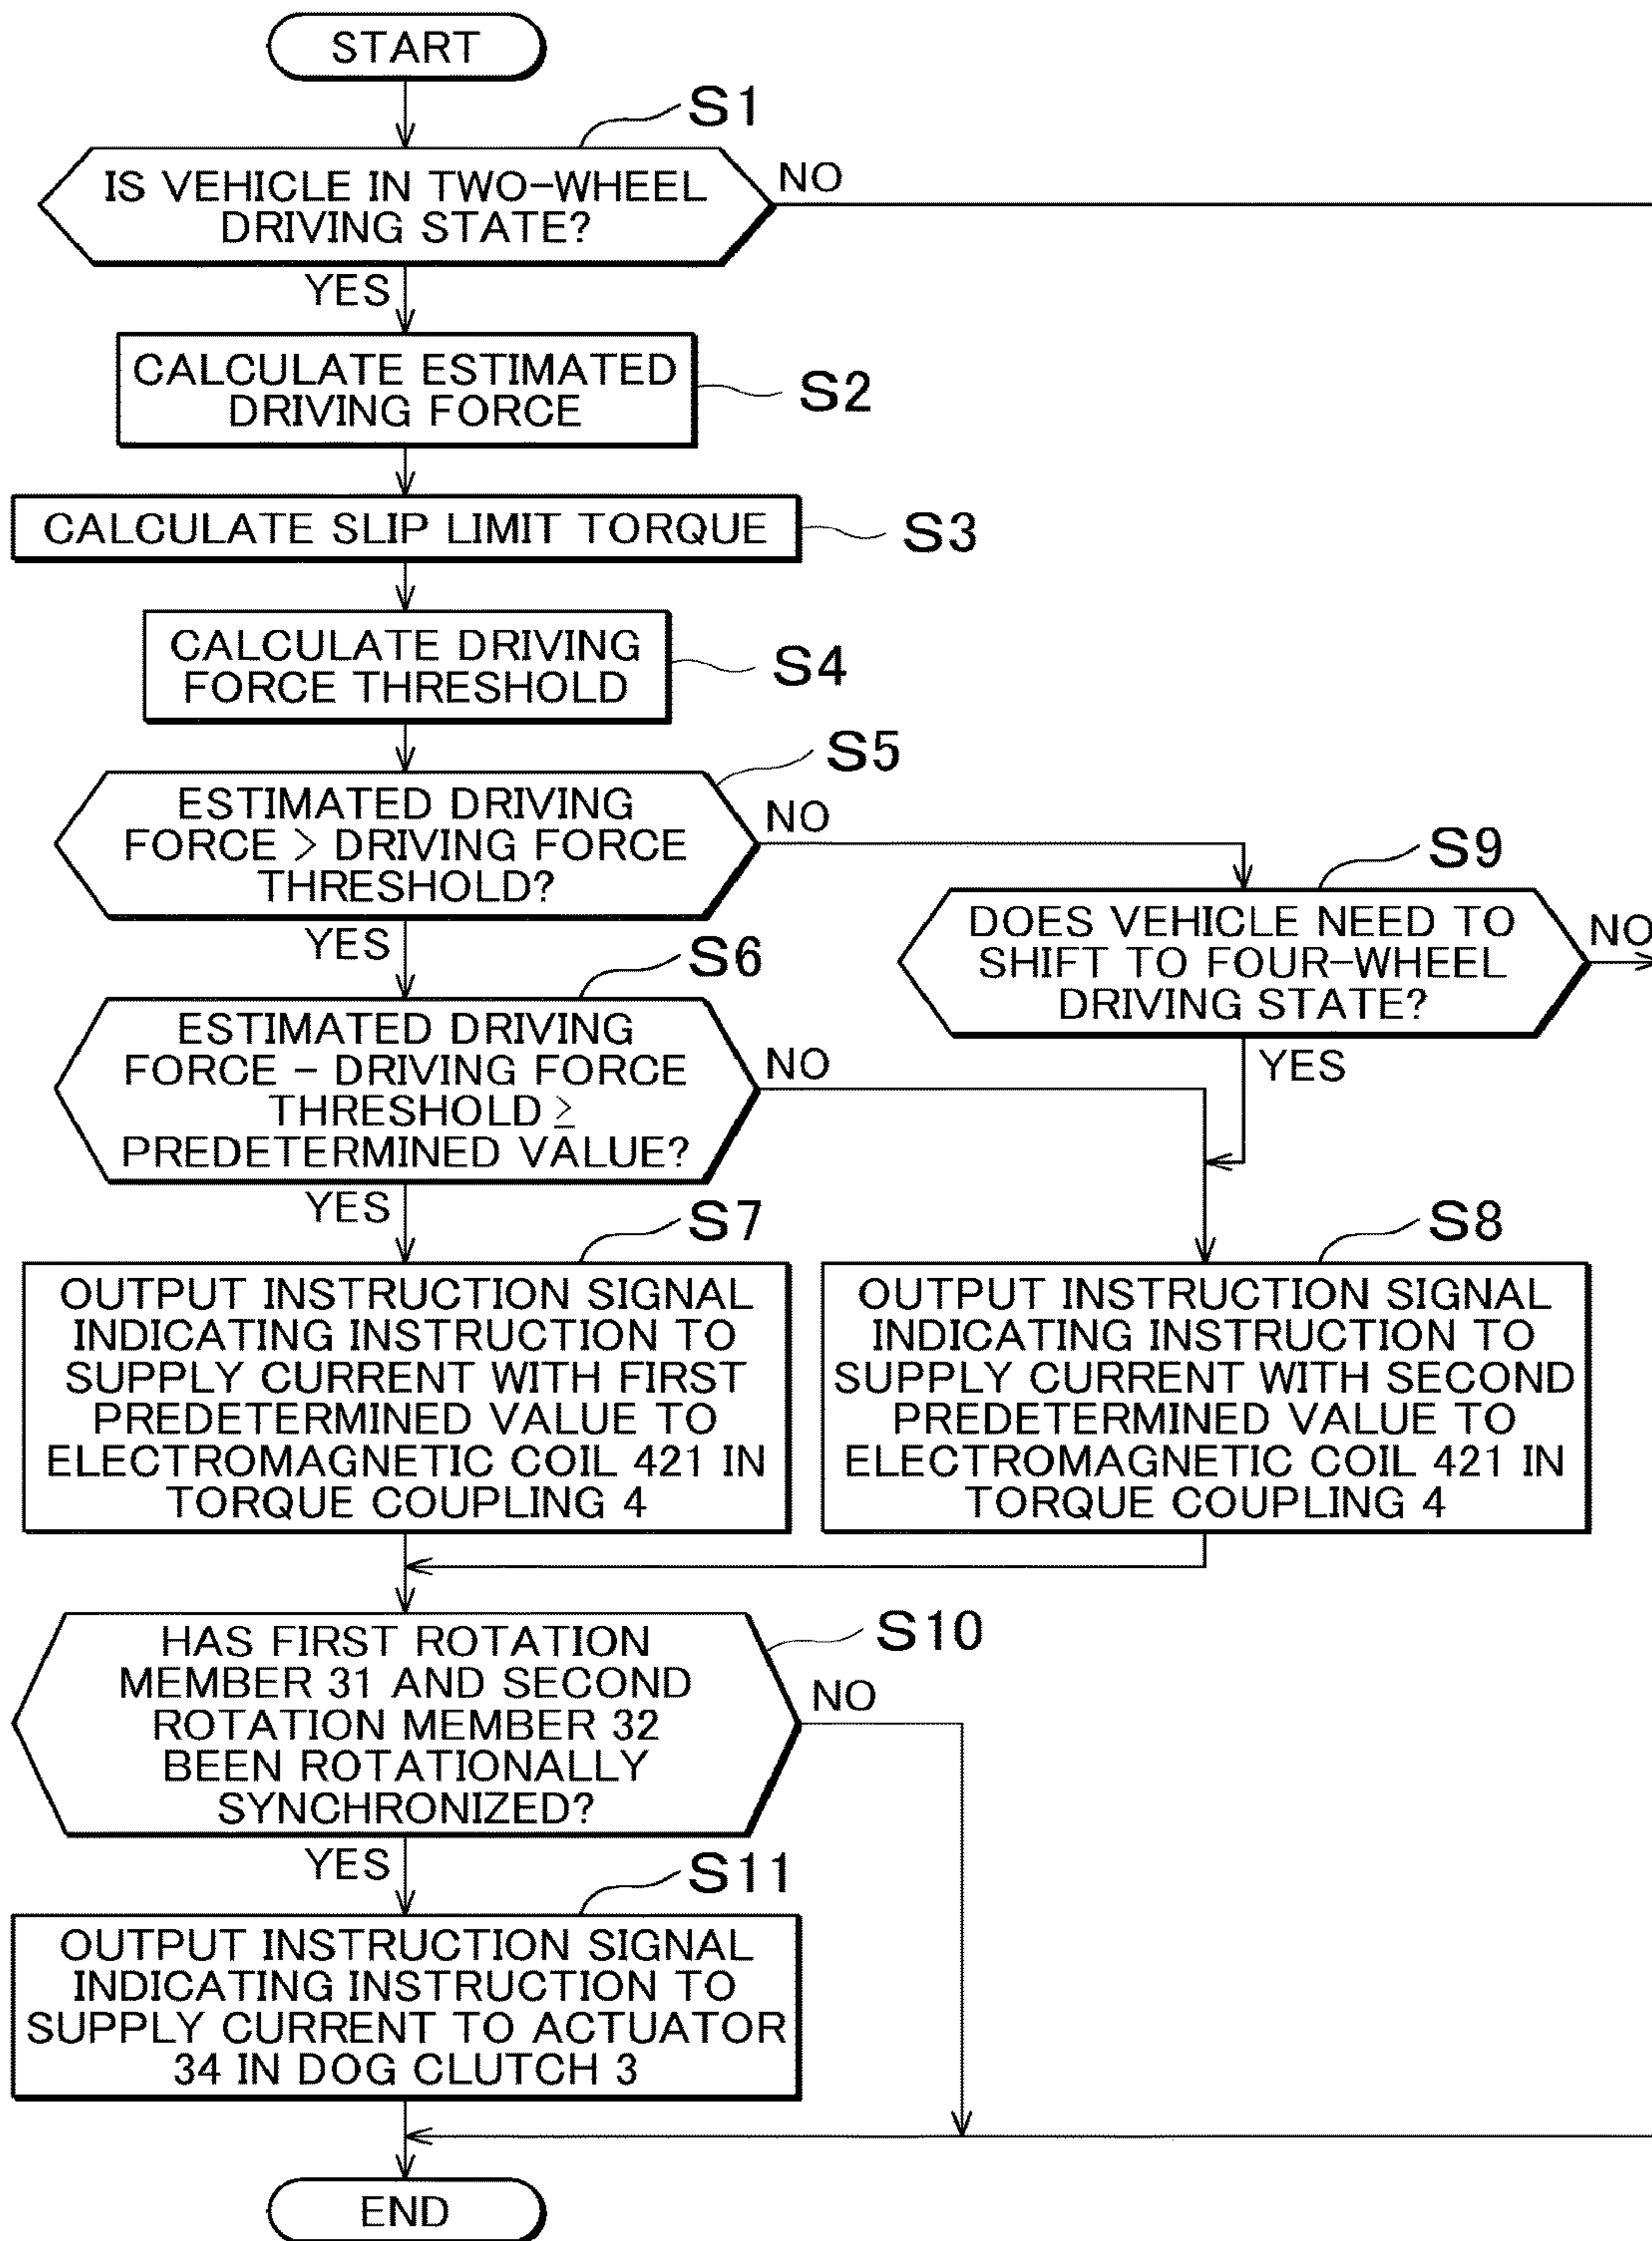 START
S1
IS VEHICLE IN TWO-WHEEL
DRIVING STATE?
NO
YES
CALCULATE ESTIMATED
DRIVING FORCE
S2
CALCULATE SLIP LIMIT TORQUE
S3
CALCULATE DRIVING
FORCE THRESHOLD
S4
S5
ESTIMATED DRIVING
FORCE > DRIVING FORCE
THRESHOLD?
NO
YES
S9
DOES VEHICLE NEED TO
SHIFT TO FOUR-WHEEL
DRIVING STATE?
NO
YES
S6
ESTIMATED DRIVING
FORCE - DRIVING FORCE
THRESHOLD ≥
PREDETERMINED VALUE?
NO
YES
S7
OUTPUT INSTRUCTION SIGNAL
INDICATING INSTRUCTION TO
SUPPLY CURRENT WITH FIRST
PREDETERMINED VALUE TO
ELECTROMAGNETIC COIL 421 IN
TORQUE COUPLING 4
S8
OUTPUT INSTRUCTION SIGNAL
INDICATING INSTRUCTION TO
SUPPLY CURRENT WITH SECOND
PREDETERMINED VALUE TO
ELECTROMAGNETIC COIL 421 IN
TORQUE COUPLING 4
S10
HAS FIRST ROTATION
MEMBER 31 AND SECOND
ROTATION MEMBER 32
BEEN ROTATIONALLY
SYNCHRONIZED?
NO
YES
S11
OUTPUT INSTRUCTION SIGNAL
INDICATING INSTRUCTION TO
SUPPLY CURRENT TO ACTUATOR
34 IN DOG CLUTCH 3
END